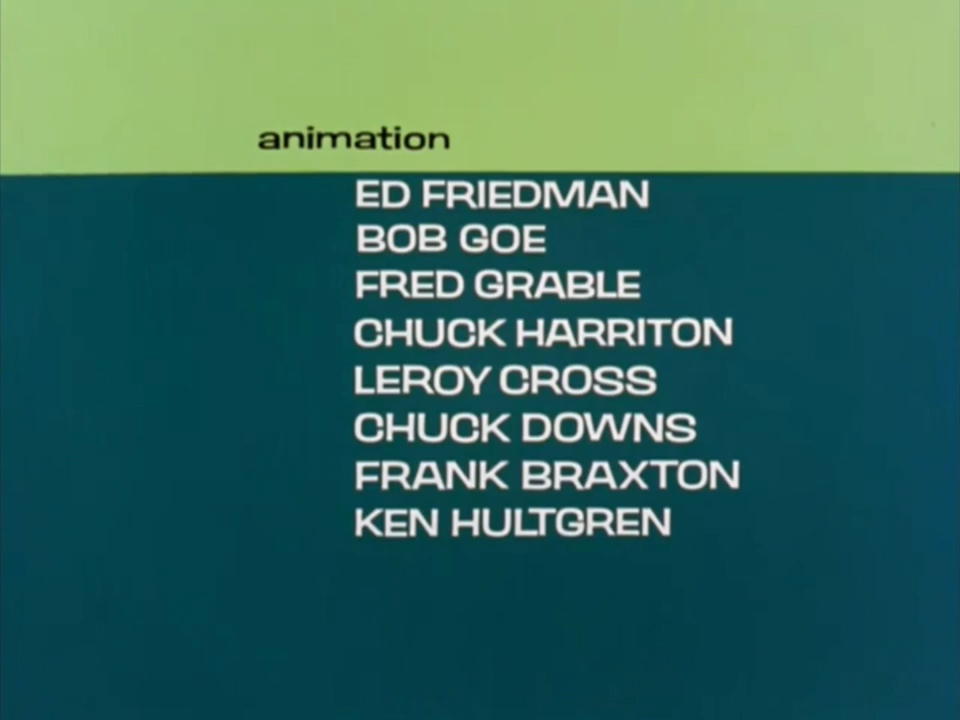 animation
ED FRIEDMAN
BOB GOE
FRED GRABLE
CHUCK HARRITON
LEROY CROSS
CHUCK DOWNS
FRANK BRAXTON
KEN HULTGREN